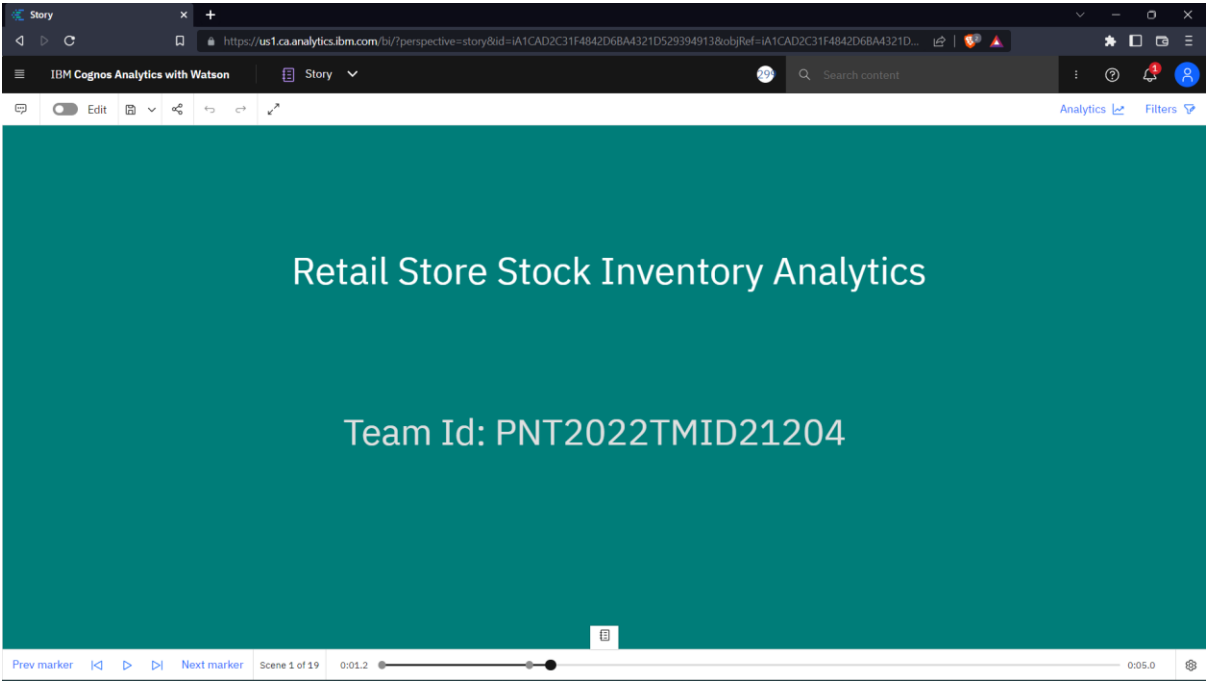 Story
https://us1.ca.analytics.ibm.com/bi/?perspective=story&id=iA1CAD2C31F4842D6BA4321D529394913&objRef=iA1CAD2C31F4842D6BA4321D...
IBM Cognos Analytics with Watson
Story
299
Search content
1
Edit
Analytics
Filters
Retail Store Stock Inventory Analytics
Team Id: PNT2022TMID21204
Prev marker
Next marker
Scene 1 of 19
0:01.2
0:05.0